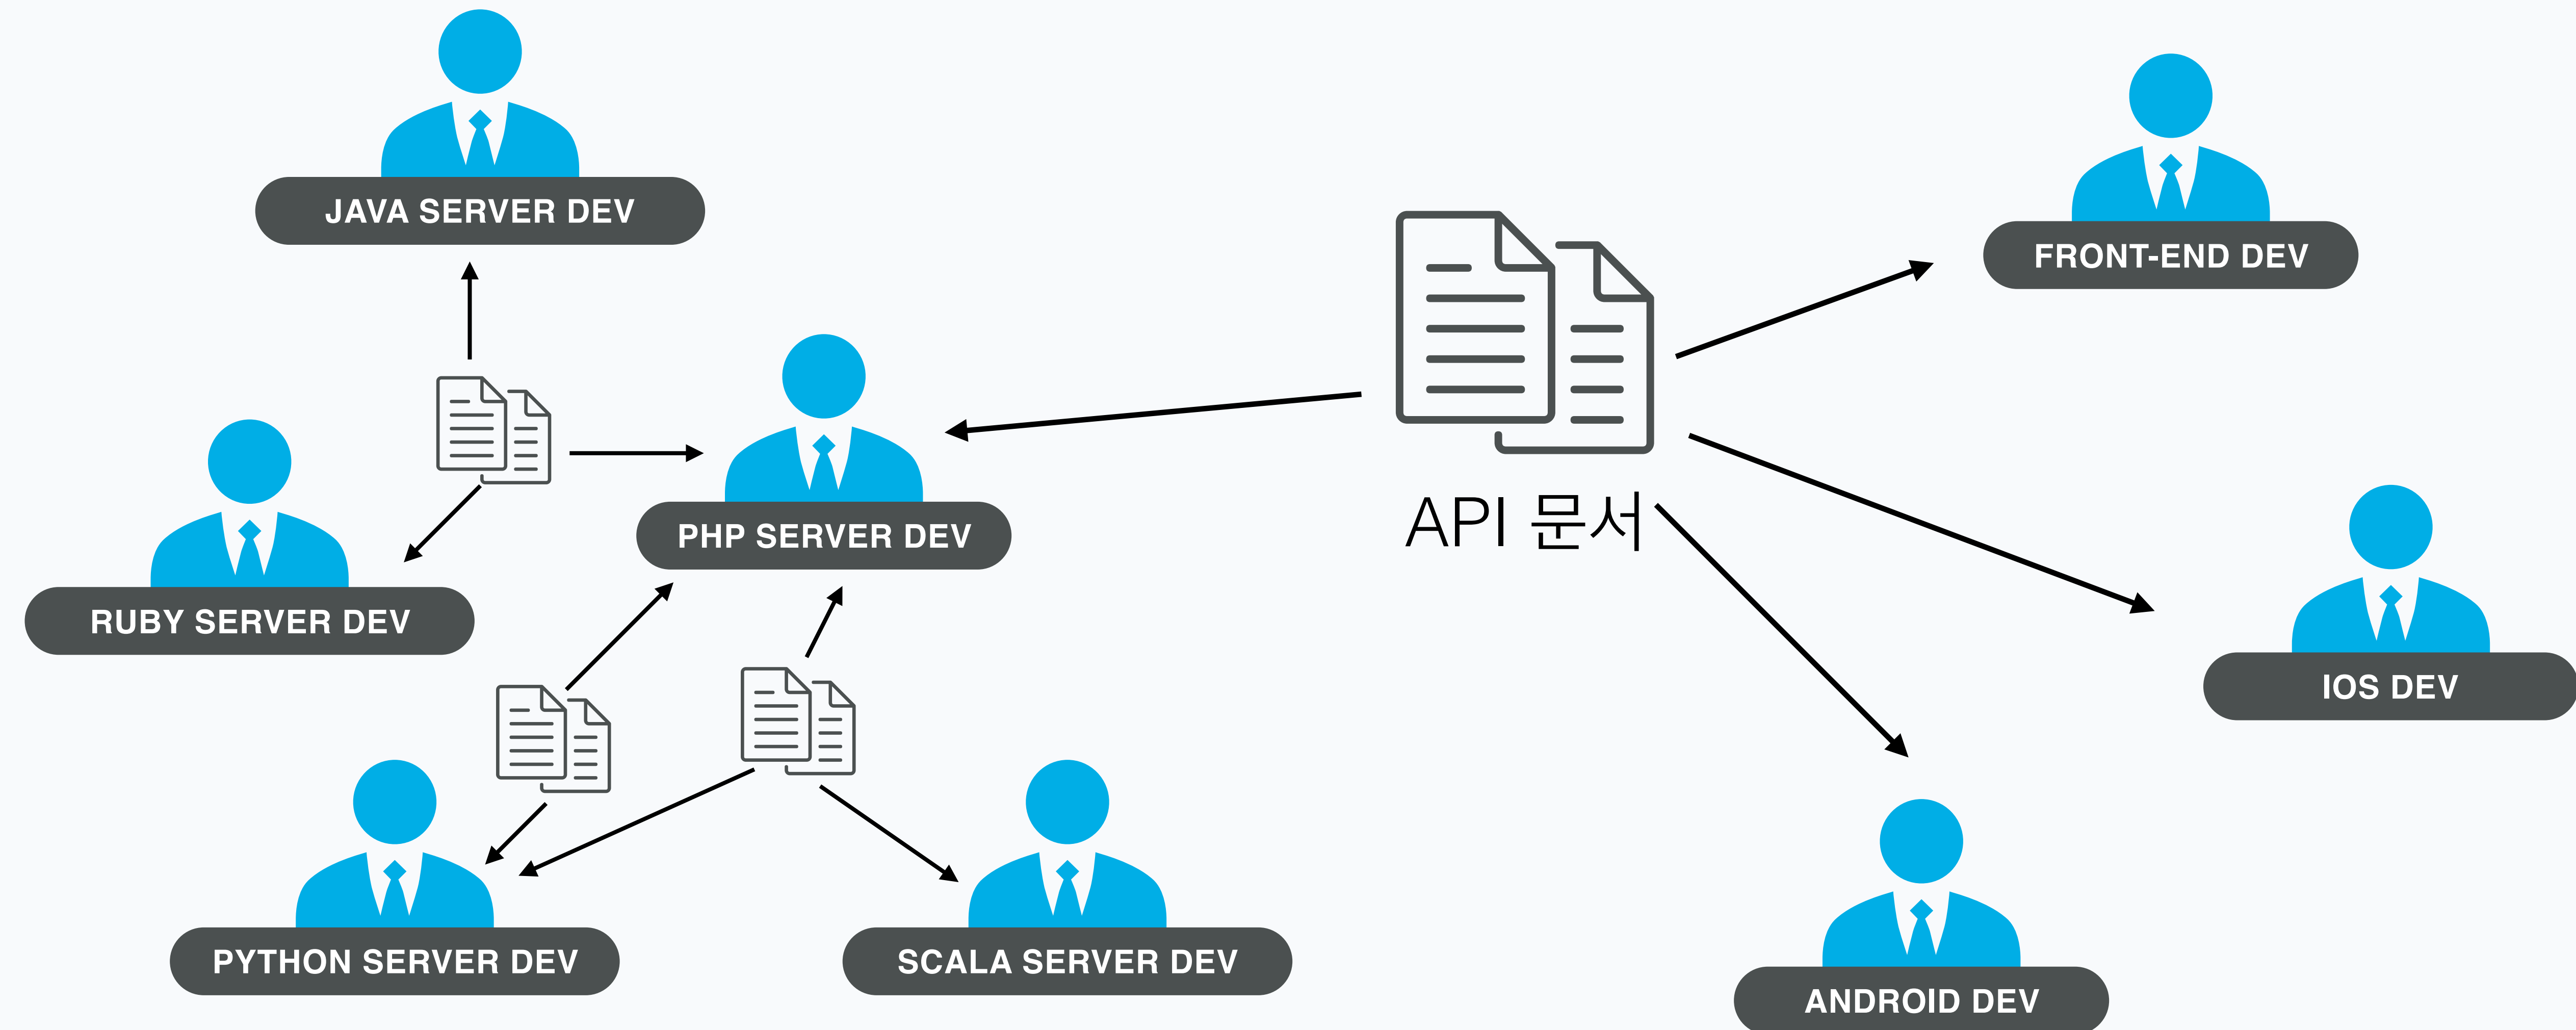 JAVA SERVER DEV
FRONT-END DEV
PHP SERVER DEV
API 문서
RUBY SERVER DEV
IOS DEV
PYTHON SERVER DEV
SCALA SERVER DEV
ANDROID DEV